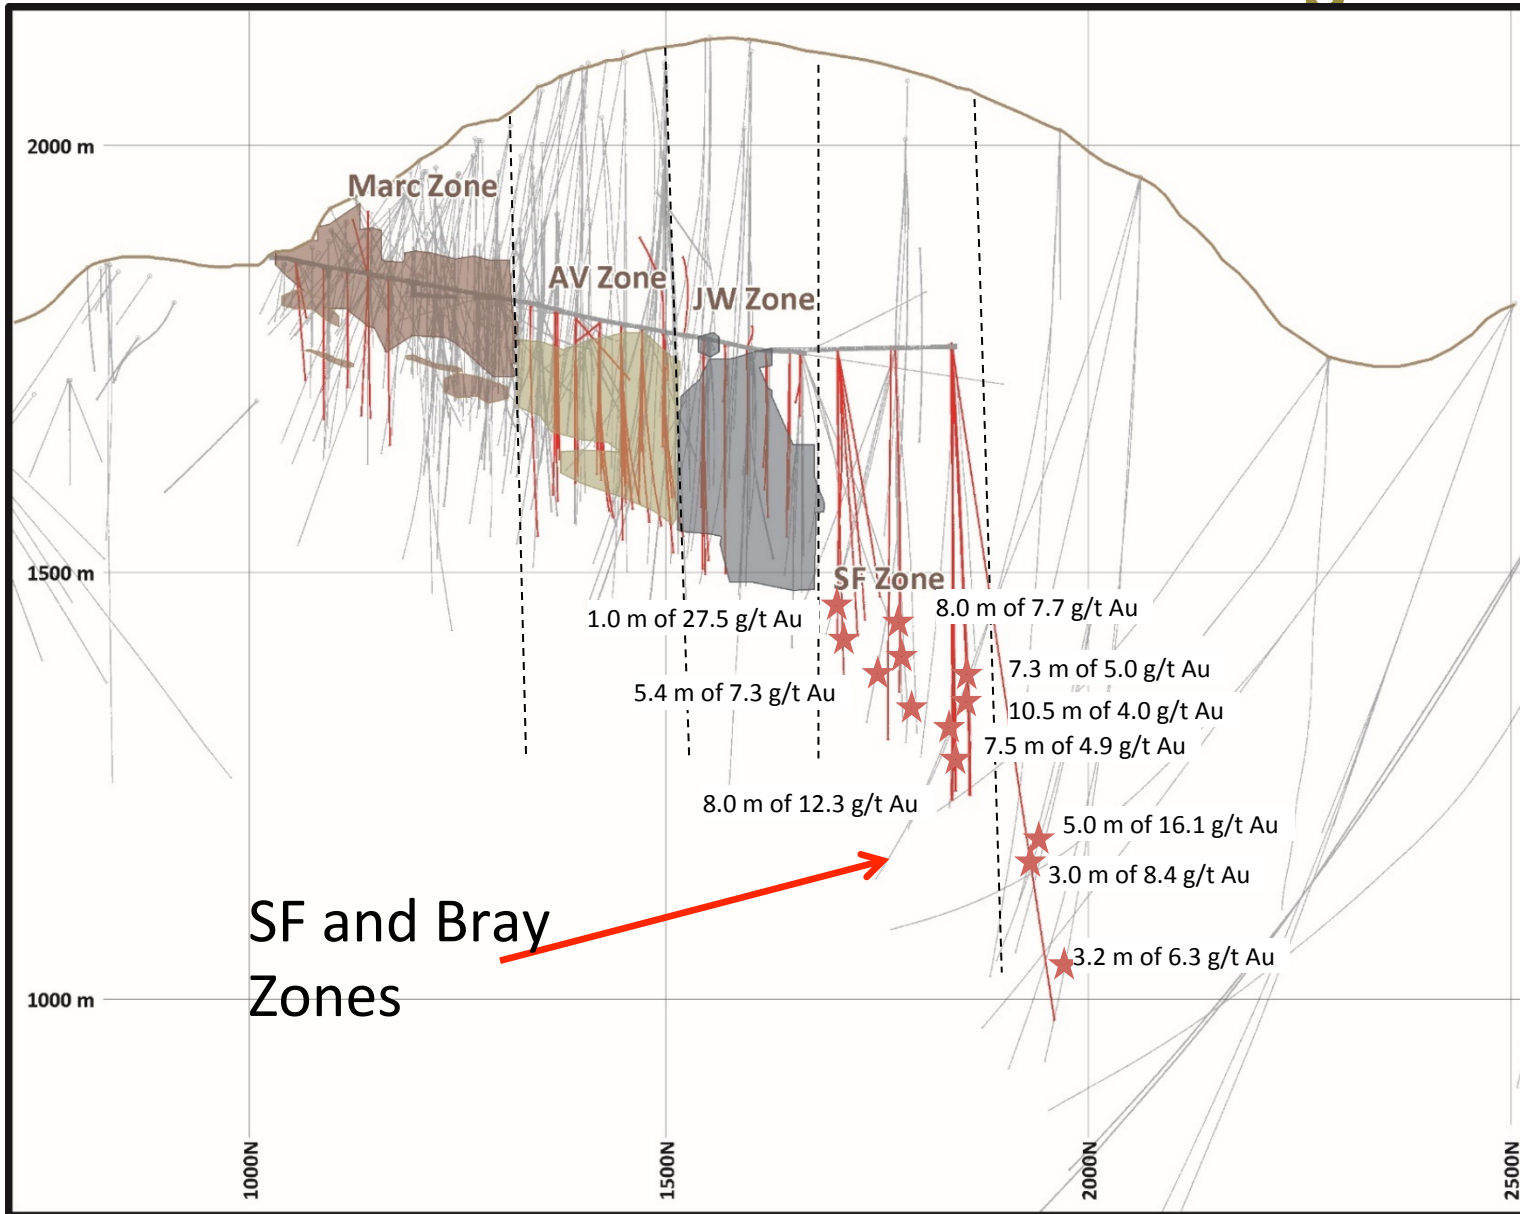 2000 m
Marc Zone
AV Zone
JW Zone
1500 m
SF Zone
1.0 m of 27.5 g/t Au
8.0 m of 7.7 g/t Au
7.3 m of 5.0 g/t Au
5.4 m of 7.3 g/t Au
10.5 m of 4.0 g/t Au
7.5 m of 4.9 g/t Au
8.0 m of 12.3 g/t Au
5.0 m of 16.1 g/t Au
3.0 m of 8.4 g/t Au
SF and Bray
Zones
3.2 m of 6.3 g/t Au
1000 m
1000N
1500N
2000N
2500N